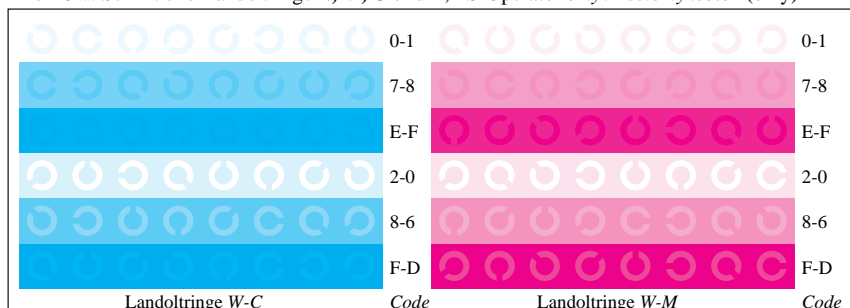 0-1 0-1
7-8 7-8
E-F E-F
2-0 2-0
8-6 8-6
F-D F-D
Landoltringe W-C Code Landoltringe W-M Code